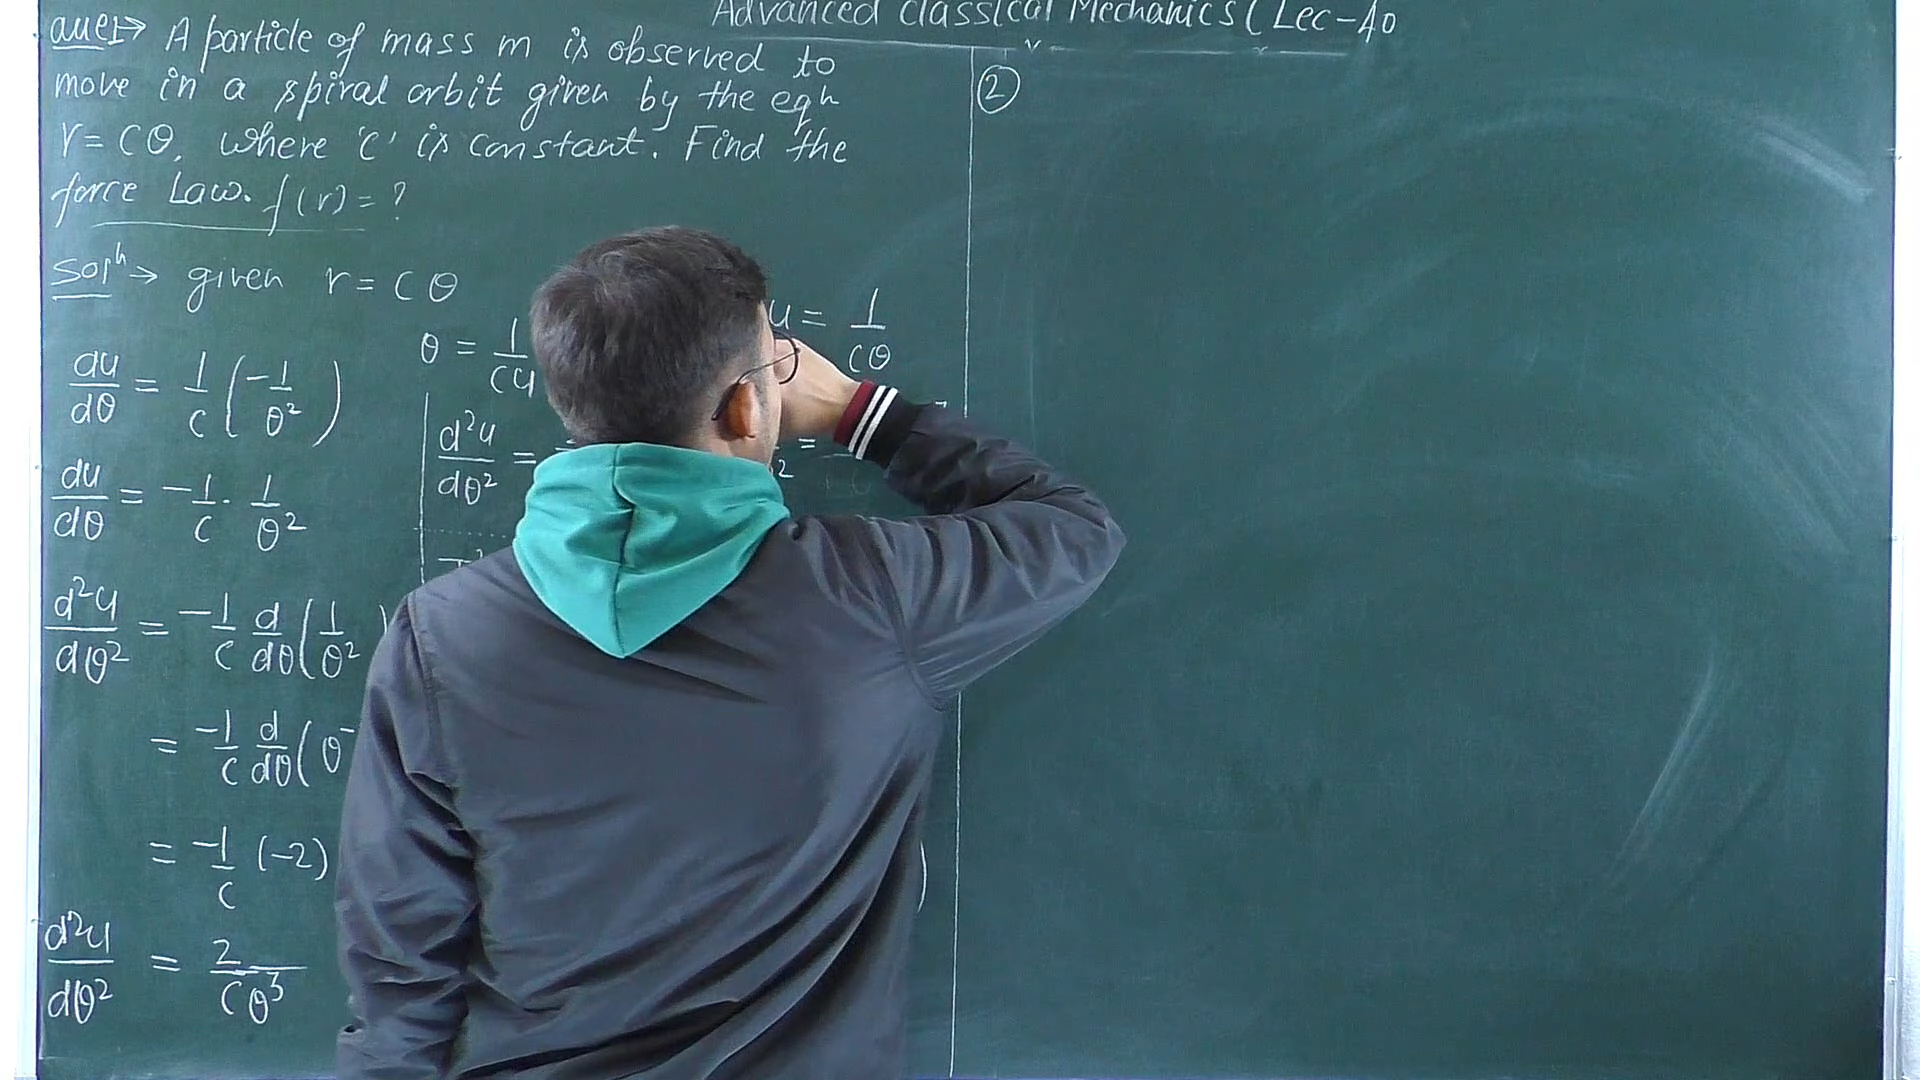 Advanced Classical Mechanics (Lec-40
Que1→ A particle of mass m is observed to
move in a spiral orbit given by the eqn
r = Cθ, where 'C' is constant. Find the
force Law. f(r) = ?
Solⁿ → given r = Cθ
θ = 1/Cu
u = 1/Cθ
du/dθ = 1/C (-1/θ²)
du/dθ = -1/C · 1/θ²
d²u/dθ² = -1/C d/dθ (1/θ²
= -1/C d/dθ (θ⁻
= -1/C (-2)
d²u/dθ² = 2/Cθ³
d²u/dθ² =
②